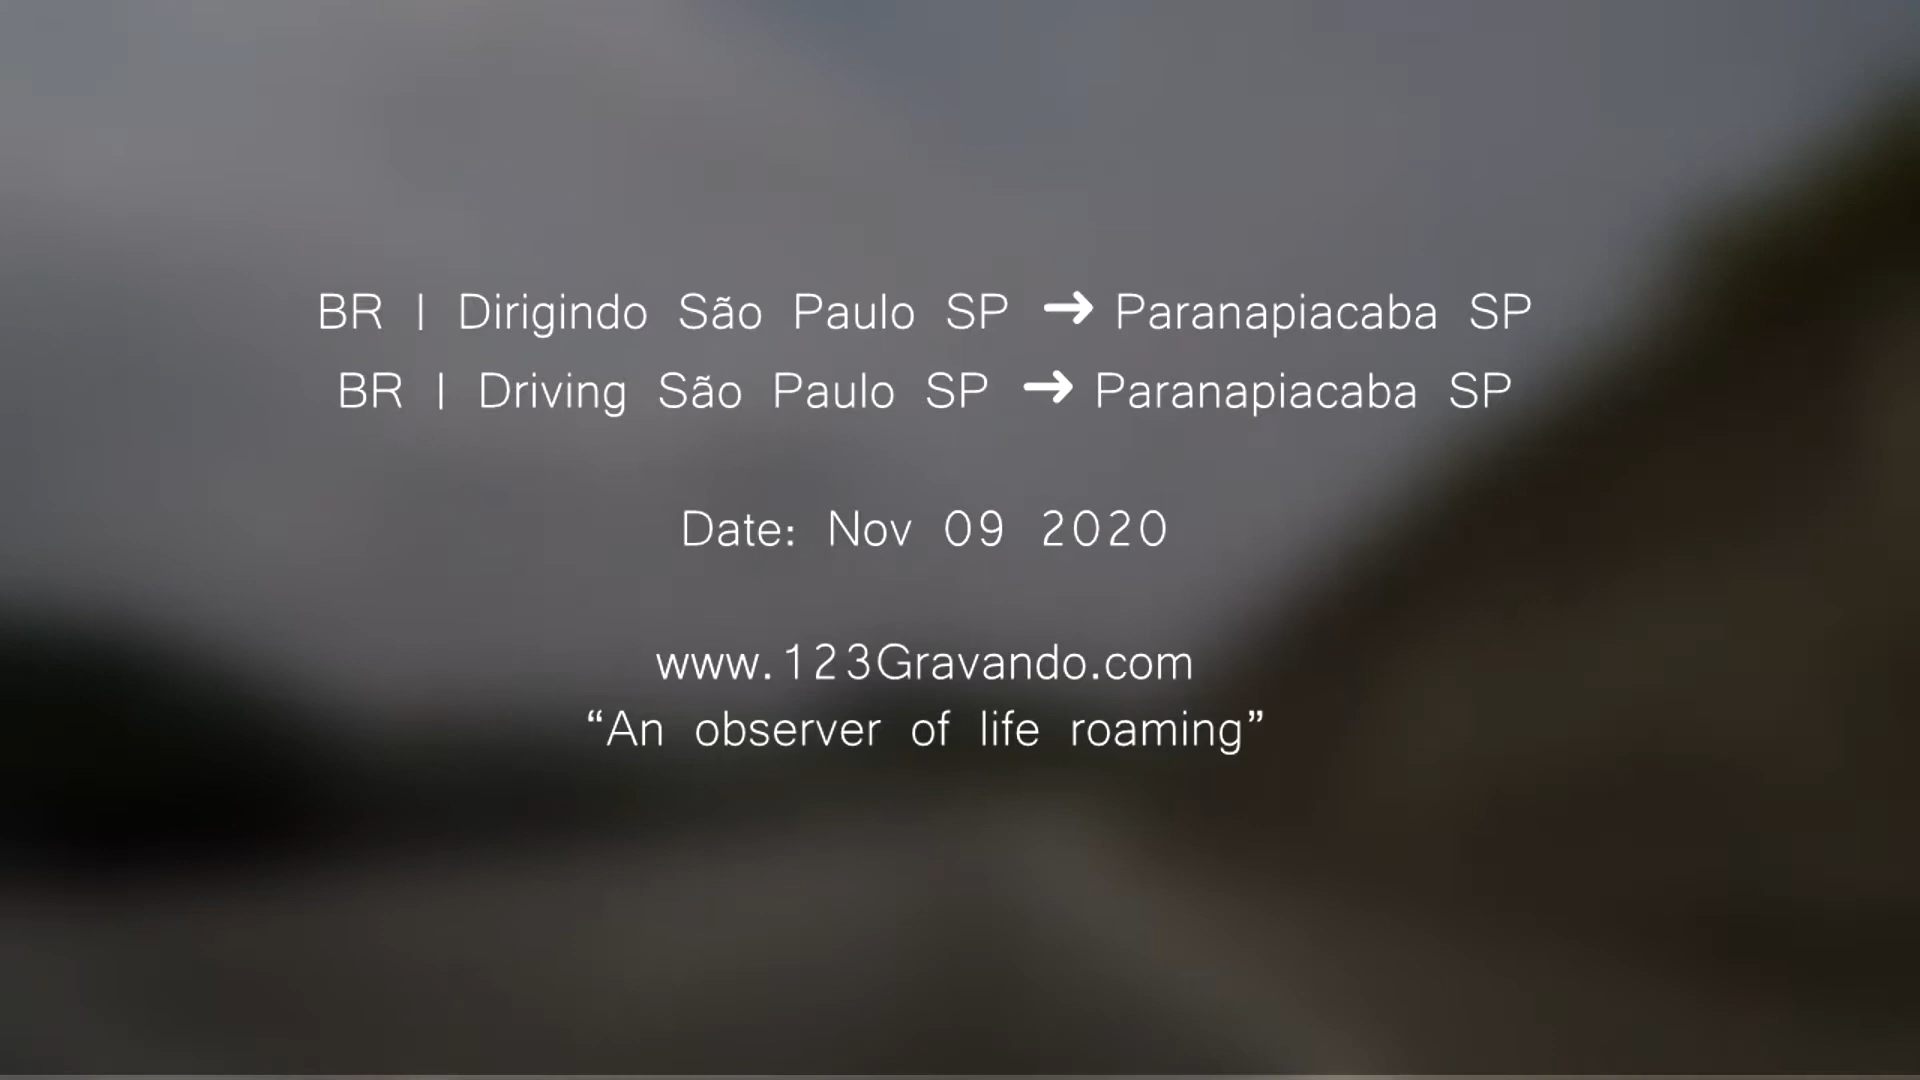 BR | Dirigindo São Paulo SP ➜ Paranapiacaba SP
BR | Driving São Paulo SP ➜ Paranapiacaba SP
Date: Nov 09 2020
www.123Gravando.com
“An observer of life roaming”